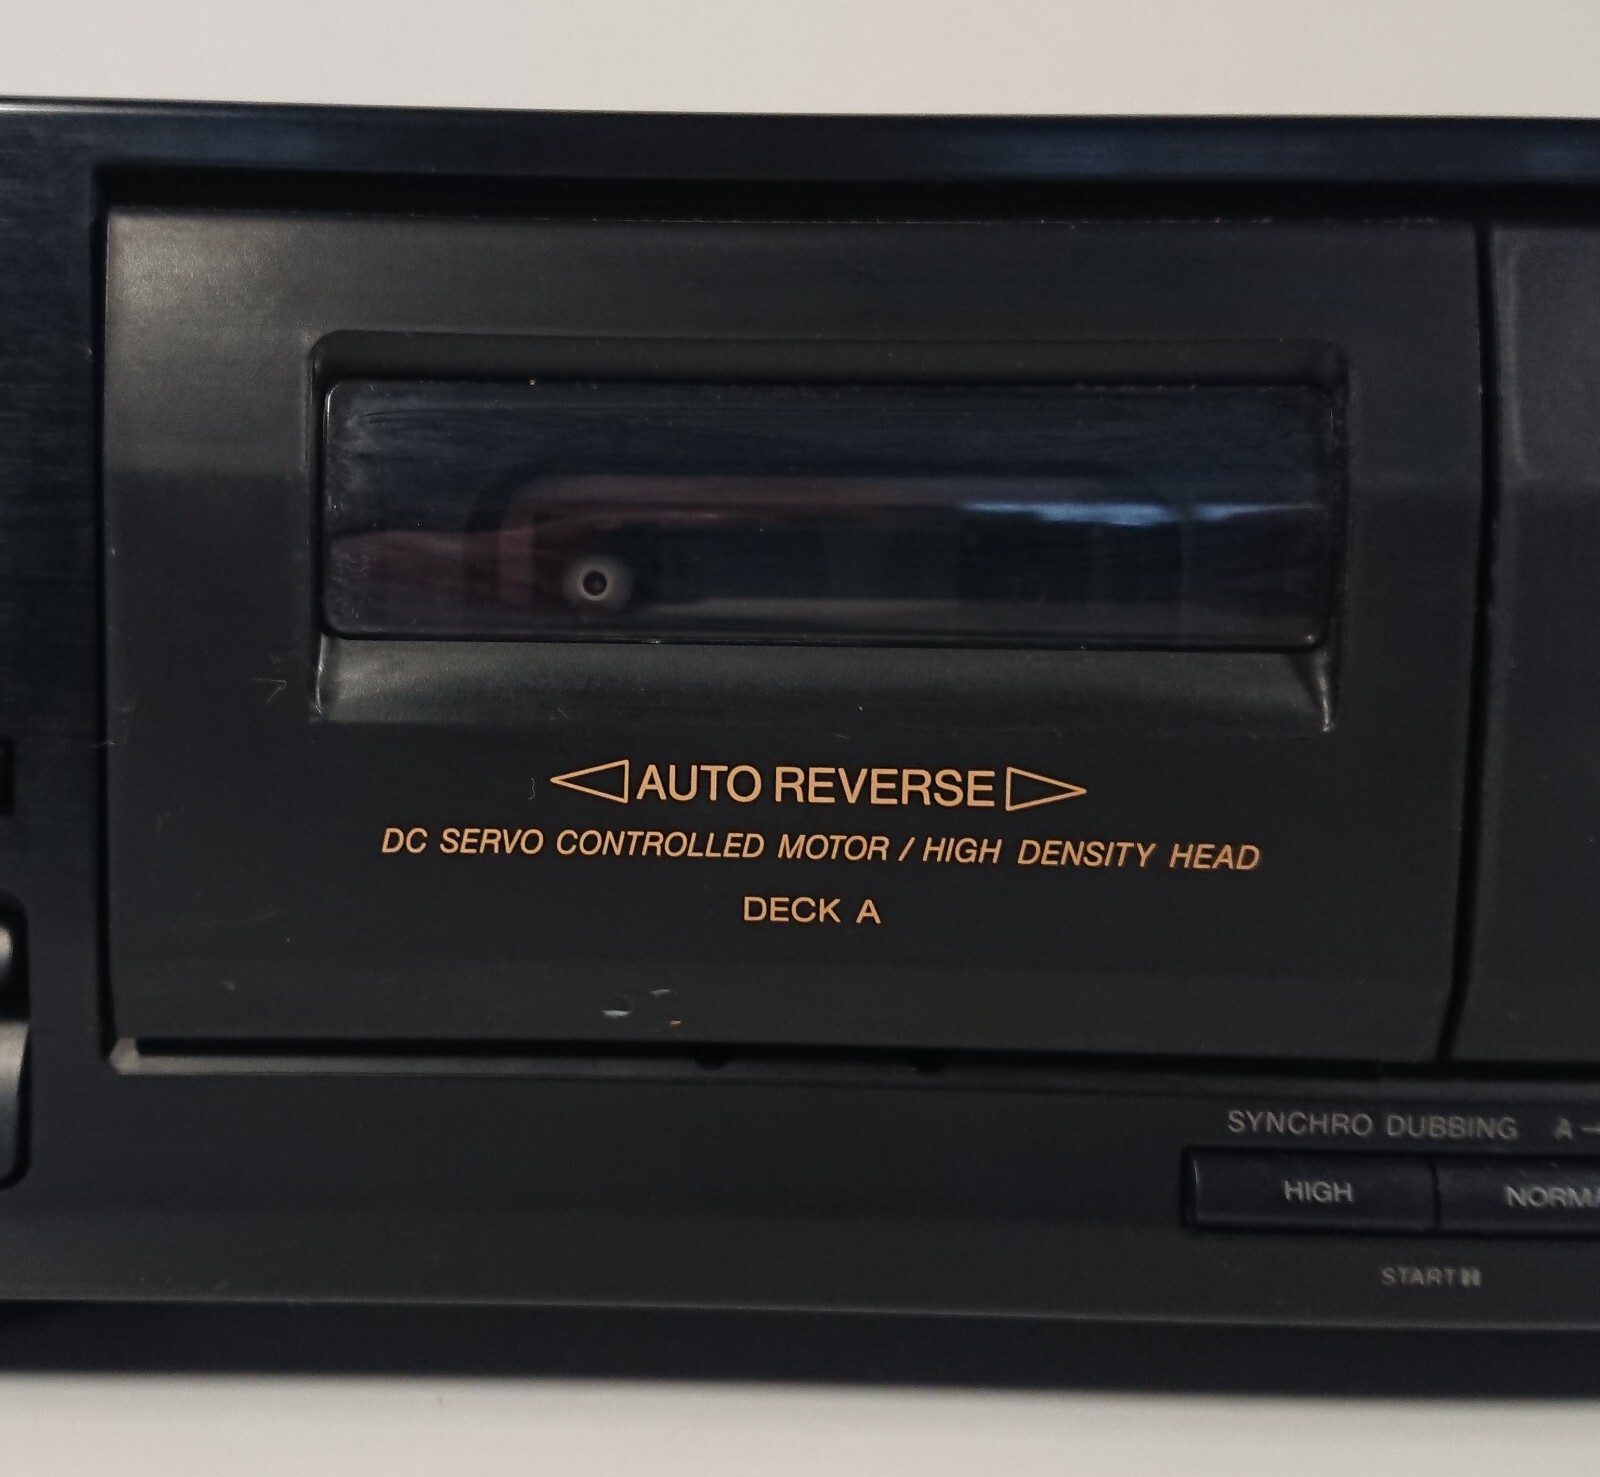 ◁AUTO REVERSE▷
DC SERVO CONTROLLED MOTOR / HIGH DENSITY HEAD
DECK A
SYNCHRO DUBBING A
HIGH
START